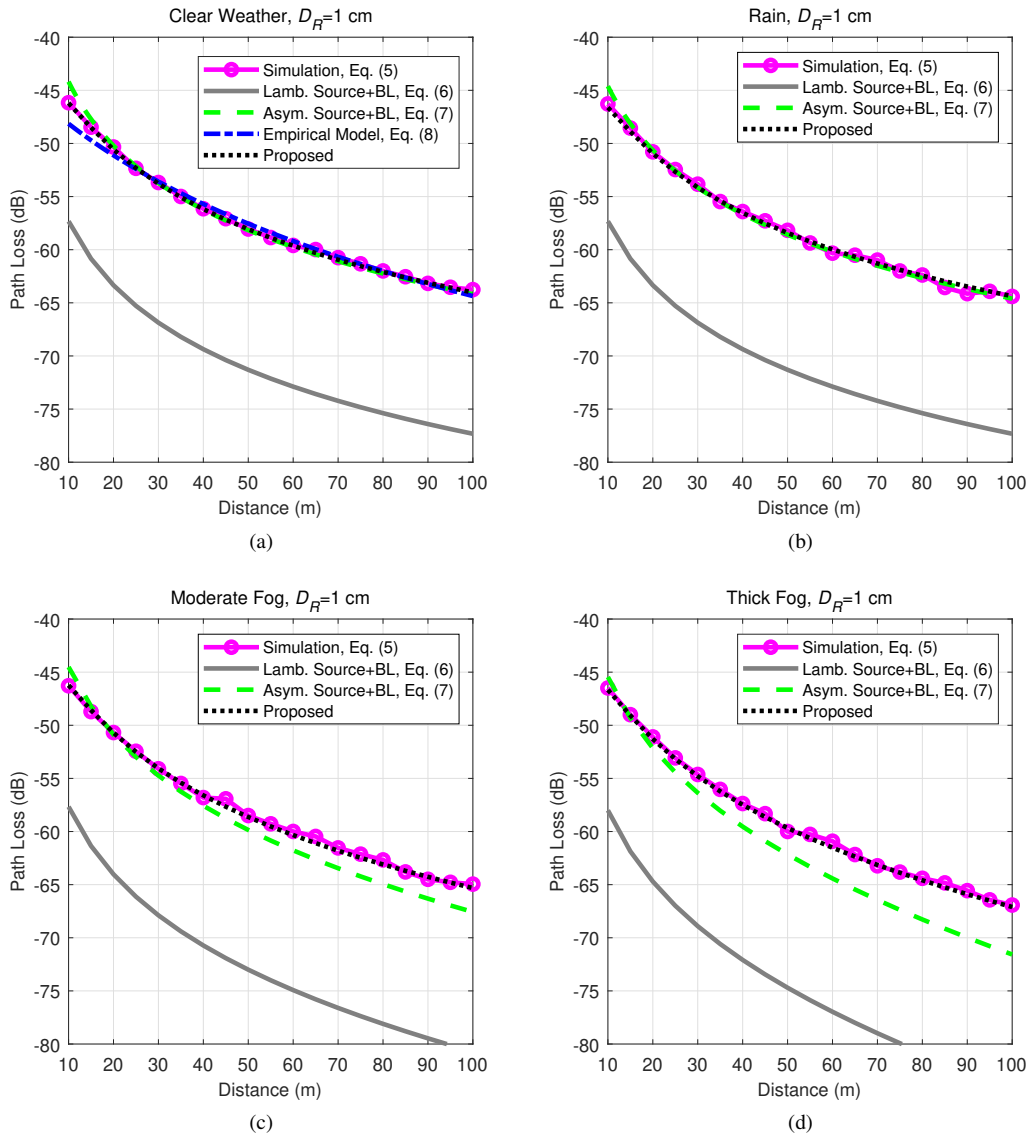 Clear Weather, D_R=1 cm
Path Loss (dB)
-40
-45
-50
-55
-60
-65
-70
-75
-80
Simulation, Eq. (5)
Lamb. Source+BL, Eq. (6)
Asym. Source+BL, Eq. (7)
Empirical Model, Eq. (8)
Proposed
10 20 30 40 50 60 70 80 90 100
Distance (m)
(a)
Rain, D_R=1 cm
Path Loss (dB)
-40
-45
-50
-55
-60
-65
-70
-75
-80
Simulation, Eq. (5)
Lamb. Source+BL, Eq. (6)
Asym. Source+BL, Eq. (7)
Proposed
10 20 30 40 50 60 70 80 90 100
Distance (m)
(b)
Moderate Fog, D_R=1 cm
Path Loss (dB)
-40
-45
-50
-55
-60
-65
-70
-75
-80
Simulation, Eq. (5)
Lamb. Source+BL, Eq. (6)
Asym. Source+BL, Eq. (7)
Proposed
10 20 30 40 50 60 70 80 90 100
Distance (m)
(c)
Thick Fog, D_R=1 cm
Path Loss (dB)
-40
-45
-50
-55
-60
-65
-70
-75
-80
Simulation, Eq. (5)
Lamb. Source+BL, Eq. (6)
Asym. Source+BL, Eq. (7)
Proposed
10 20 30 40 50 60 70 80 90 100
Distance (m)
(d)